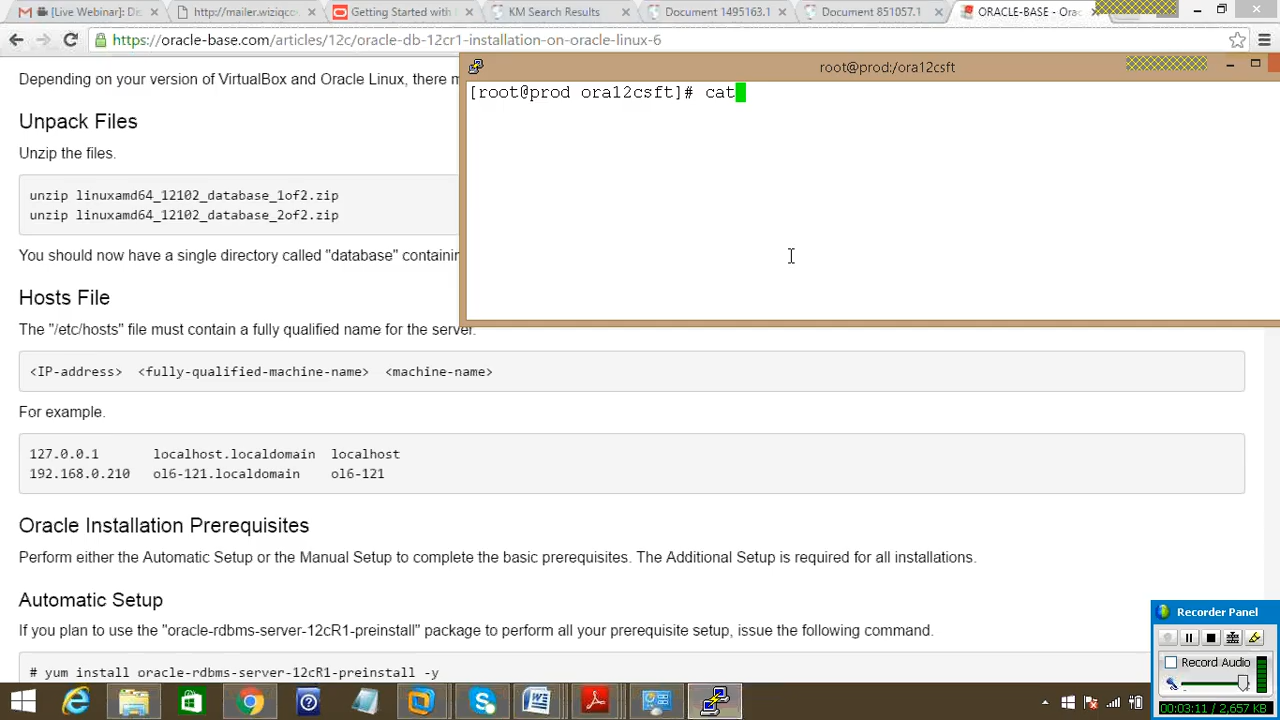 [Live Webinar]: Dis
http://mailer.wiziqcov
Getting Started with
KM Search Results
Document 1495163.1
Document 851057.1
ORACLE-BASE - Orac
https://oracle-base.com/articles/12c/oracle-db-12cr1-installation-on-oracle-linux-6
Depending on your version of VirtualBox and Oracle Linux, there m
root@prod:/ora12csft
[root@prod ora12csft]# cat
Unpack Files
Unzip the files.
unzip linuxamd64_12102_database_1of2.zip
unzip linuxamd64_12102_database_2of2.zip
You should now have a single directory called "database" containin
Hosts File
The "/etc/hosts" file must contain a fully qualified name for the server.
<IP-address>  <fully-qualified-machine-name>  <machine-name>
For example.
127.0.0.1       localhost.localdomain  localhost
192.168.0.210   ol6-121.localdomain    ol6-121
Oracle Installation Prerequisites
Perform either the Automatic Setup or the Manual Setup to complete the basic prerequisites. The Additional Setup is required for all installations.
Automatic Setup
If you plan to use the "oracle-rdbms-server-12cR1-preinstall" package to perform all your prerequisite setup, issue the following command.
# yum install oracle-rdbms-server-12cR1-preinstall -y
Recorder Panel
Record Audio
00:03:11 / 2,657 KB